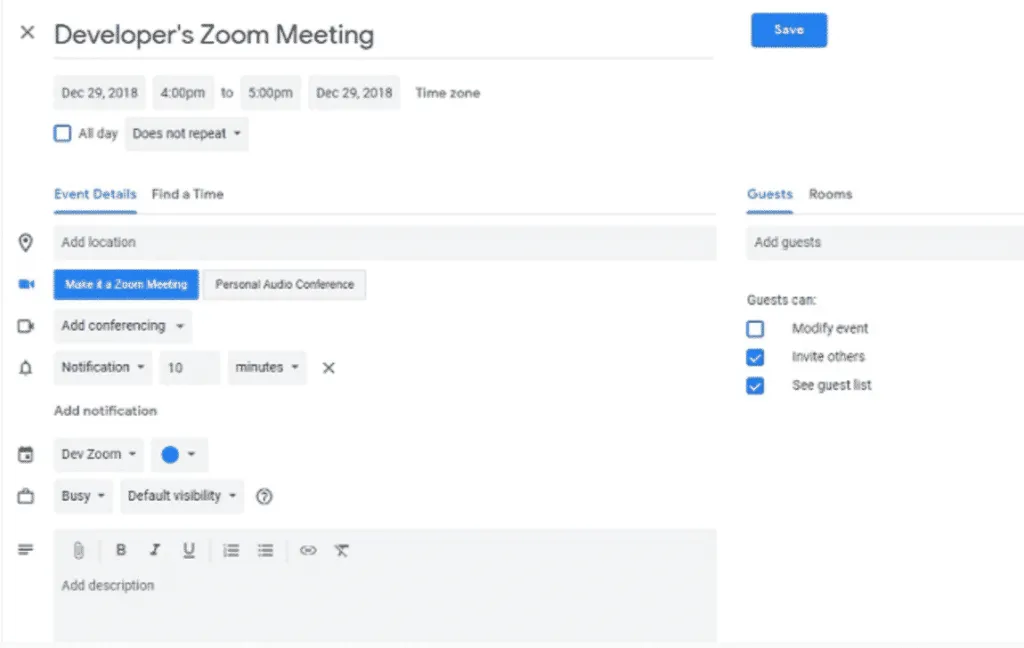 Developer's Zoom Meeting
Save
Dec 29, 2018 4:00pm to 5:00pm Dec 29, 2018 Time zone
All day Does not repeat
Event Details Find a Time
Guests Rooms
Add location
Add guests
Make it a Zoom Meeting Personal Audio Conference
Guests can:
Add conferencing
Modify event
Invite others
Notification 10 minutes
See guest list
Add notification
Dev Zoom
Busy Default visibility
B I U
Add description